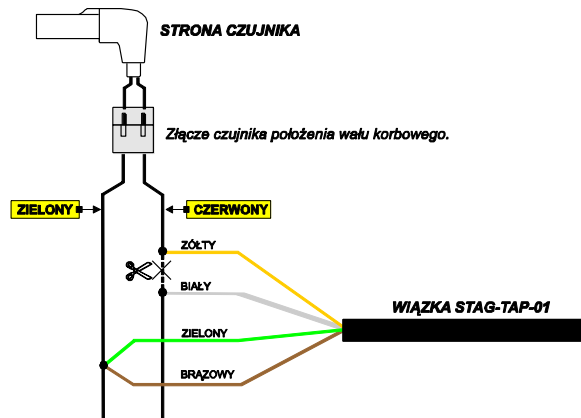 STRONA CZUJNIKA
Złącze czujnika położenia wału korbowego.
ZIELONY
CZERWONY
ŻÓŁTY
BIAŁY
WIĄZKA STAG-TAP-01
ZIELONY
BRĄZOWY